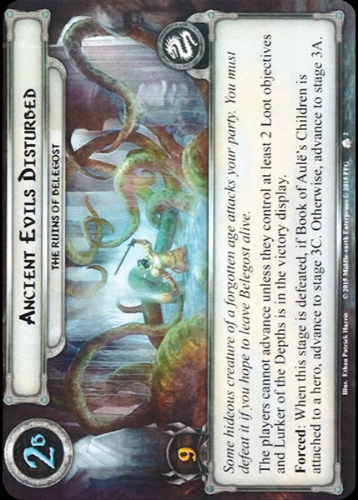 2B
ANCIENT EVILS DISTURBED
THE RUINS OF BELEGOST
9
Some hideous creature of a forgotten age attacks your party. You must
defeat it if you hope to leave Belegost alive.
The players cannot advance unless they control at least 2 Loot objectives
and Lurker of the Depths is in the victory display.
Forced: When this stage is defeated, if Book of Aulë's Children is
attached to a hero, advance to stage 3C. Otherwise, advance to stage 3A.
Illus. Ethan Patrick Harris © 2015 Middle-earth Enterprises © 2015 FFG 2